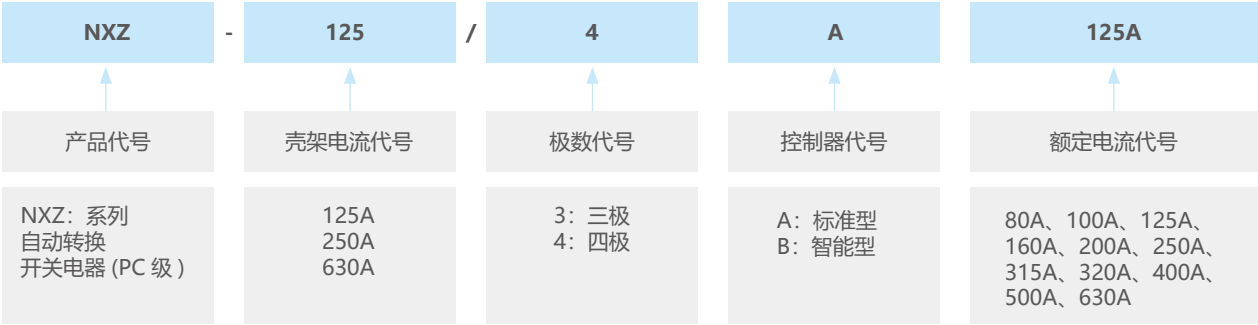 NXZ - 125 / 4 A 125A
产品代号 壳架电流代号 极数代号 控制器代号 额定电流代号
NXZ：系列
自动转换
开关电器 (PC 级 )
125A
250A
630A
3：三极
4：四极
A：标准型
B：智能型
80A、100A、125A、
160A、200A、250A、
315A、320A、400A、
500A、630A